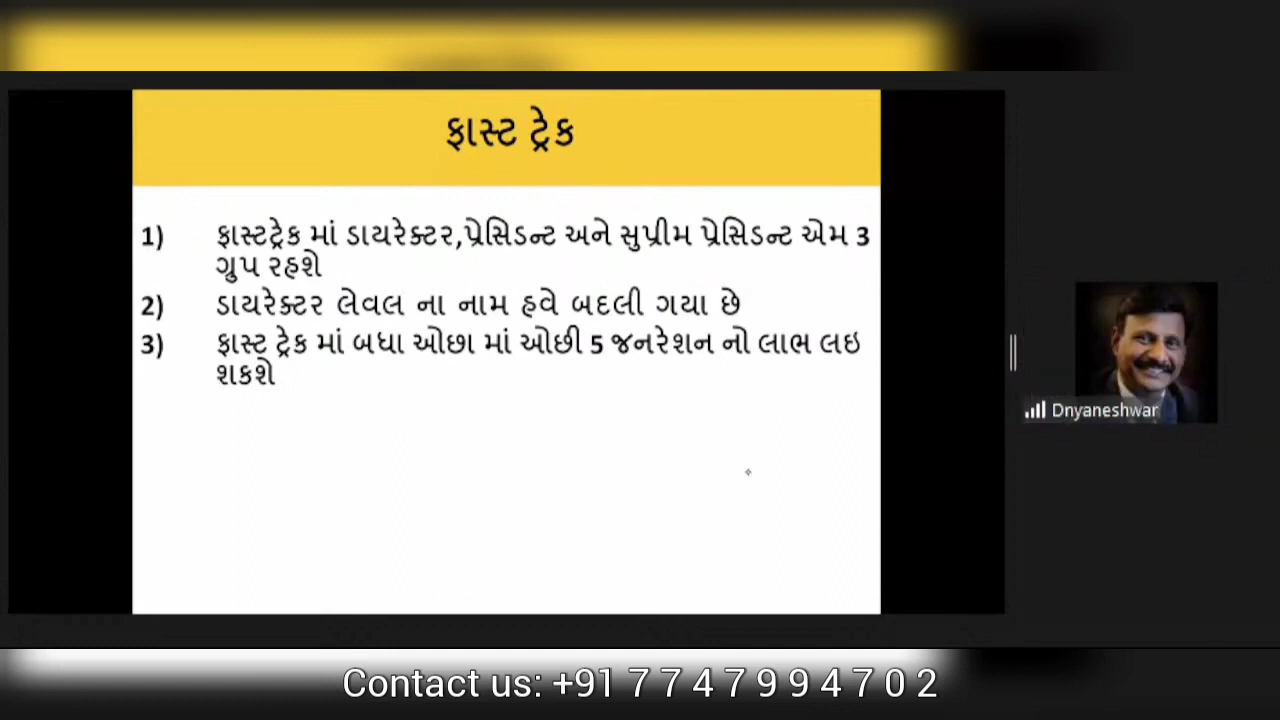 ફાસ્ટ ટ્રેક
1) ફાસ્ટટ્રેક માં ડાયરેક્ટર,પ્રેસિડન્ટ અને સુપ્રીમ પ્રેસિડન્ટ એમ 3
ગ્રુપ રહશે
2) ડાયરેક્ટર લેવલ ના નામ હવે બદલી ગયા છે
3) ફાસ્ટ ટ્રેક માં બધા ઓછા માં ઓછી 5 જનરેશન નો લાભ લઇ
શકશે
Dnyaneshwar
Contact us: +91 7 7 4 7 9 9 4 7 0 2